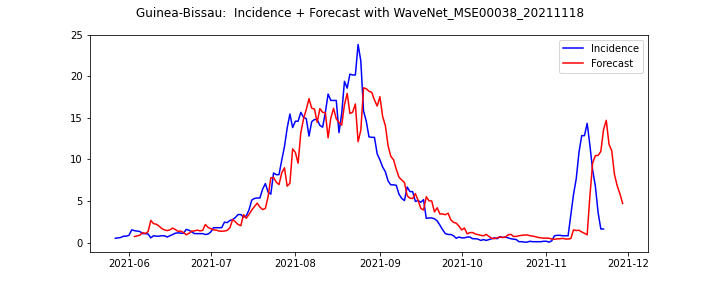 Guinea-Bissau:  Incidence + Forecast with WaveNet_MSE00038_20211118
Incidence
Forecast
25
20
15
10
5
0
2021-06 2021-07 2021-08 2021-09 2021-10 2021-11 2021-12